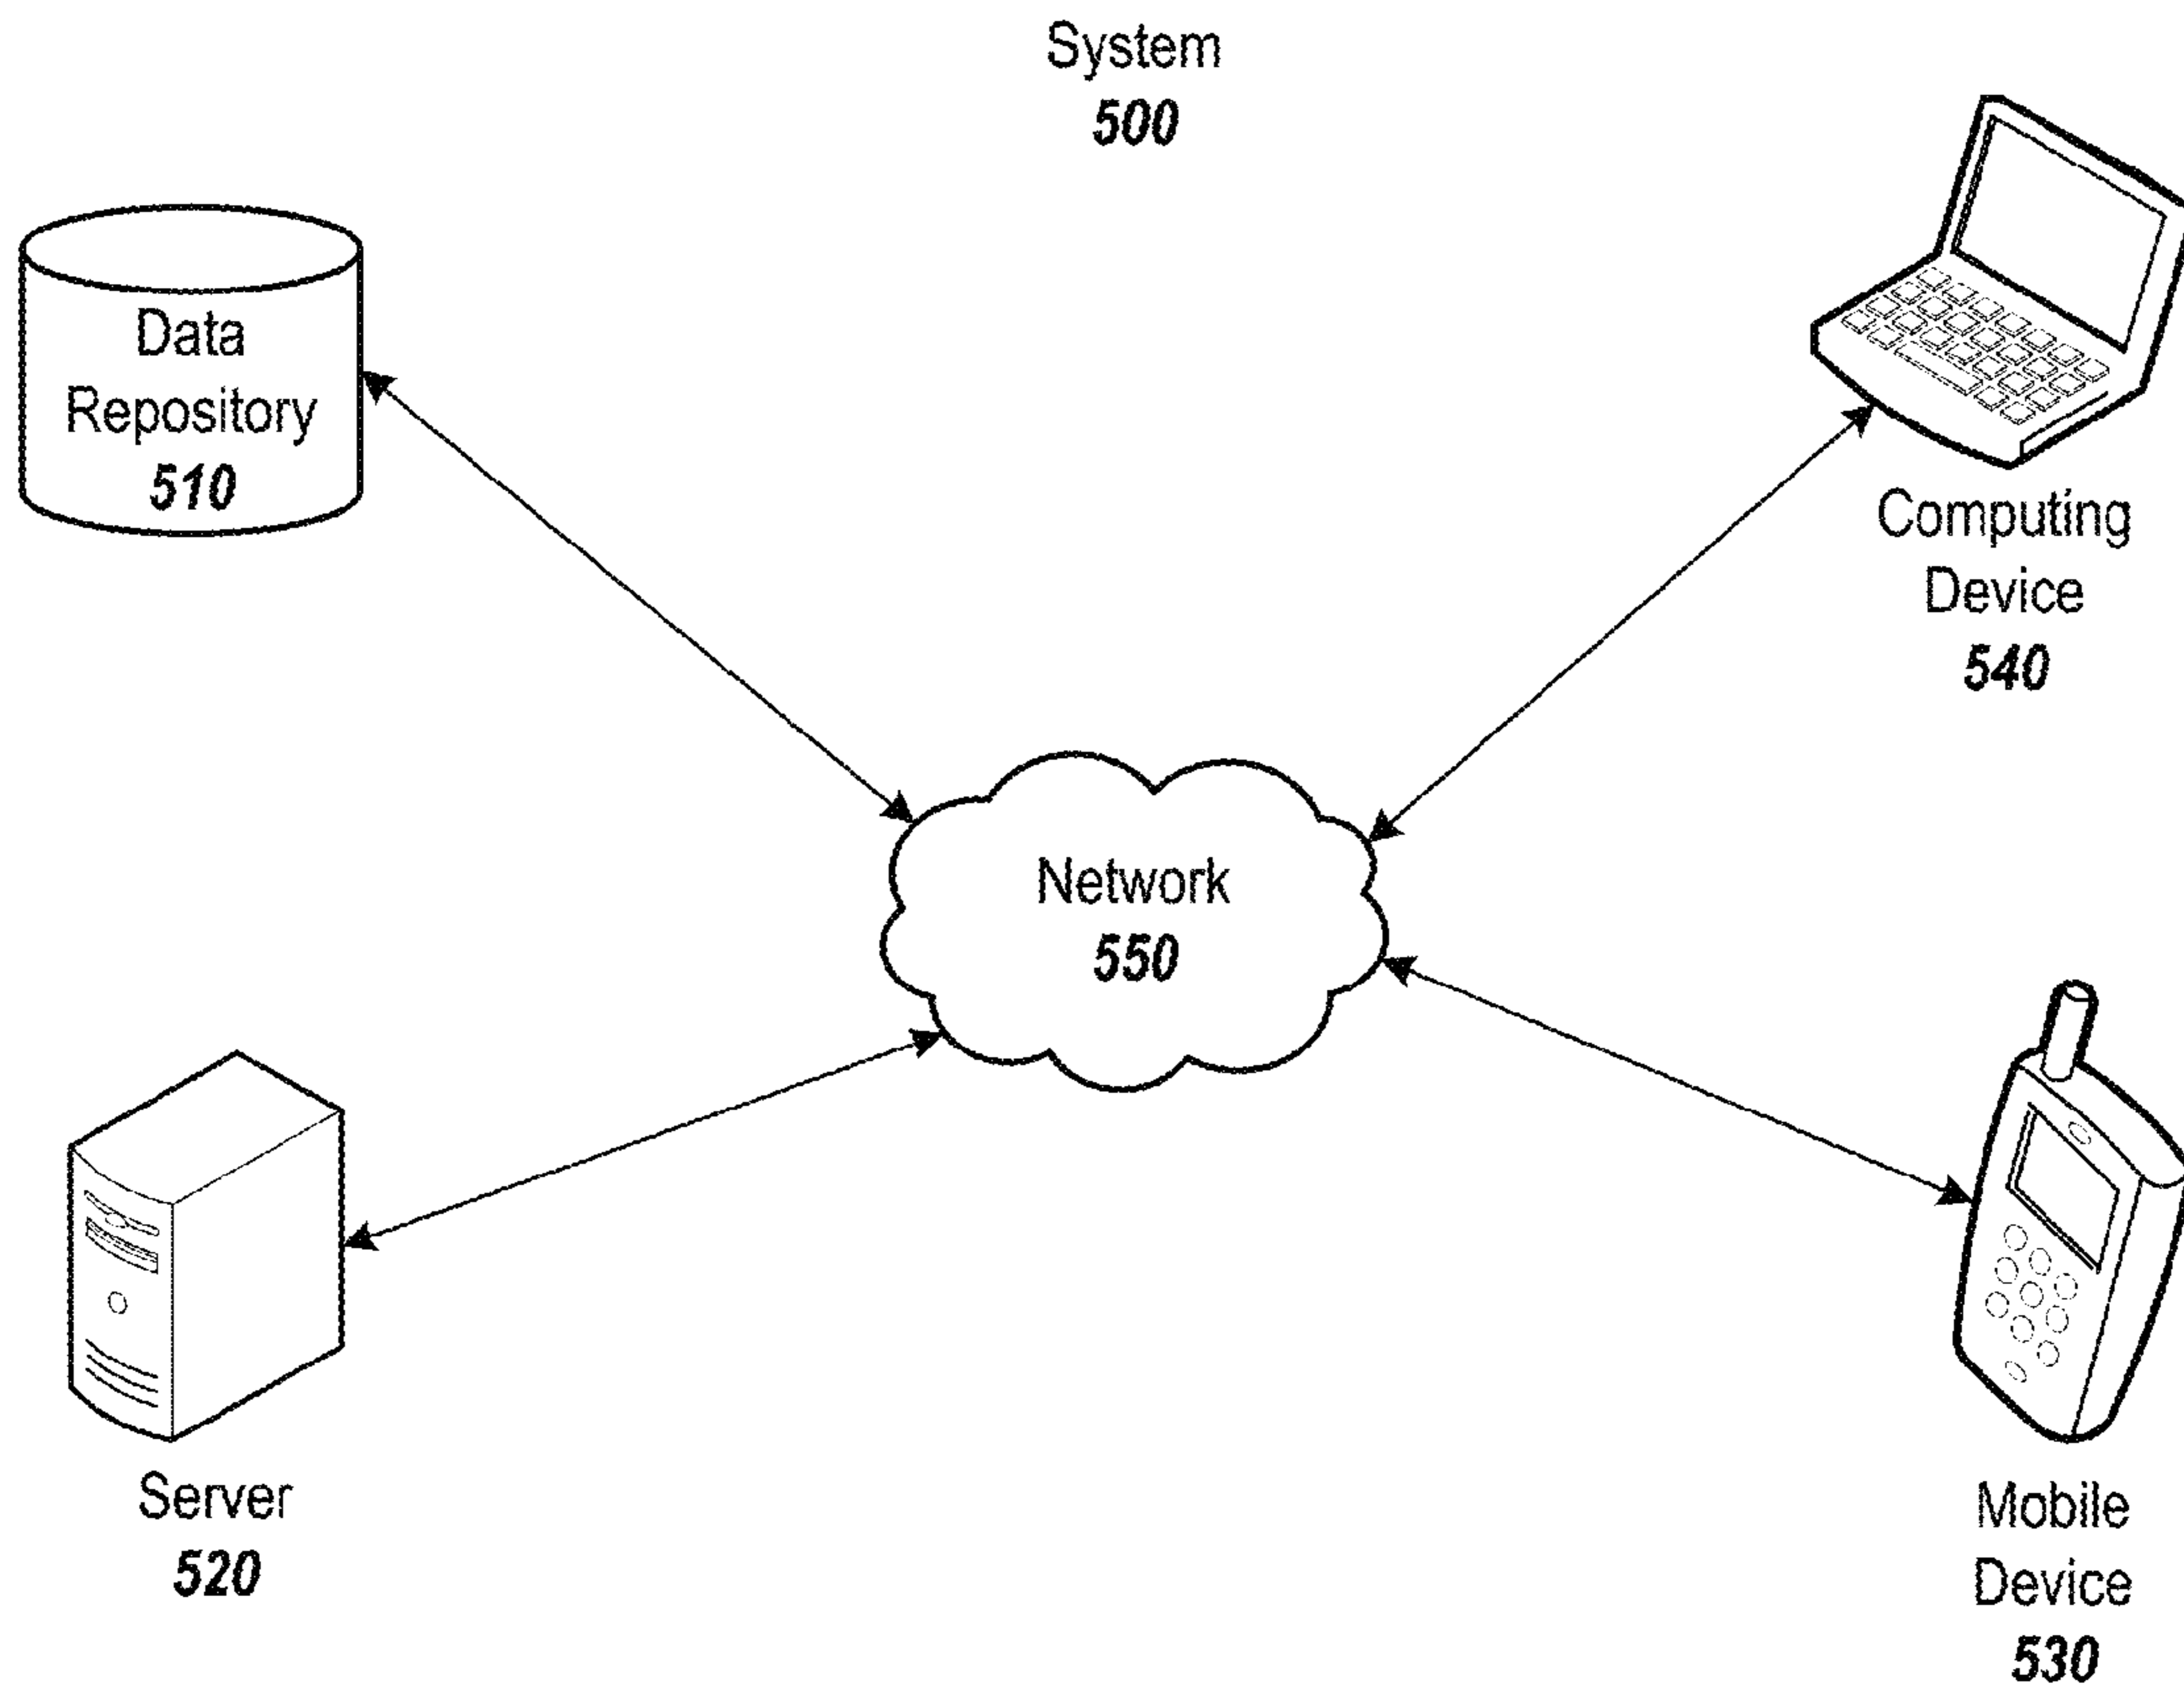 System
500
Data
Repository
510
Computing
Device
540
Network
550
Server
520
Mobile
Device
530